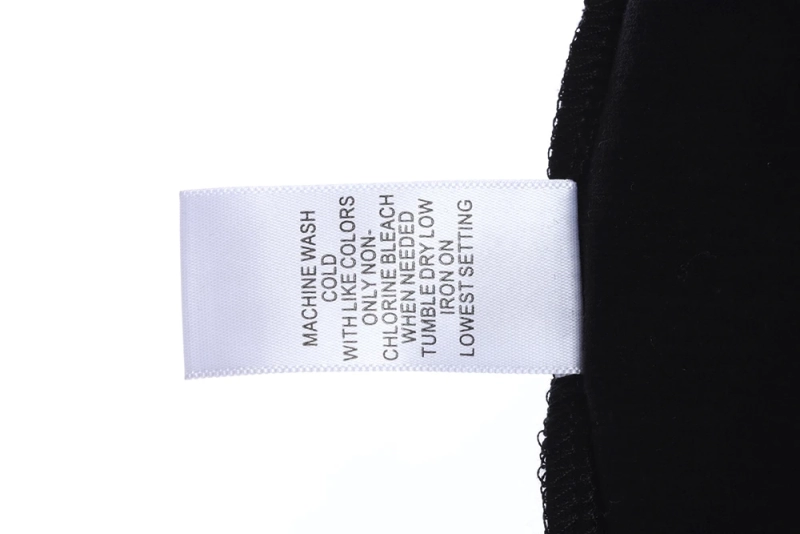 MACHINE WASH
COLD
WITH LIKE COLORS
ONLY NON-
CHLORINE BLEACH
WHEN NEEDED
TUMBLE DRY LOW
IRON ON
LOWEST SETTING